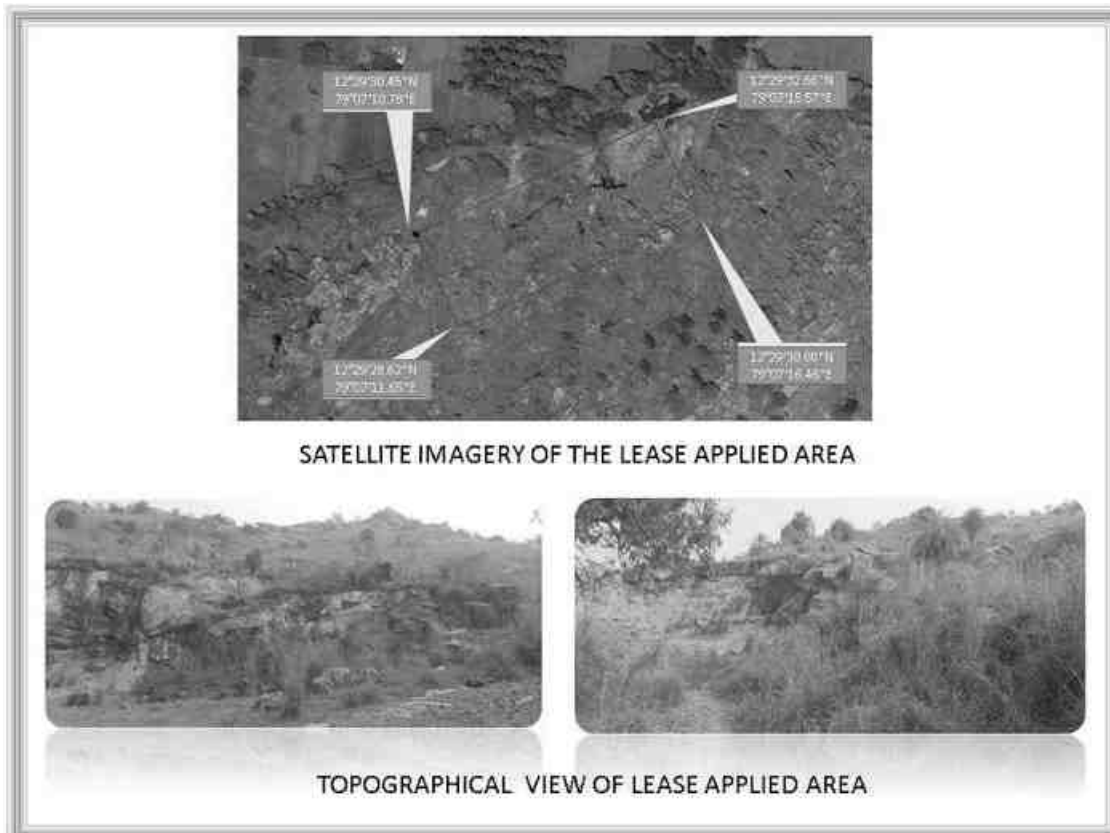 12°29'30.45"N
79°07'10.78"E
12°29'32.66"N
79°07'15.57"E
12°29'28.62"N
79°07'11.65"E
12°29'30.00"N
79°07'16.46"E
SATELLITE IMAGERY OF THE LEASE APPLIED AREA
TOPOGRAPHICAL VIEW OF LEASE APPLIED AREA